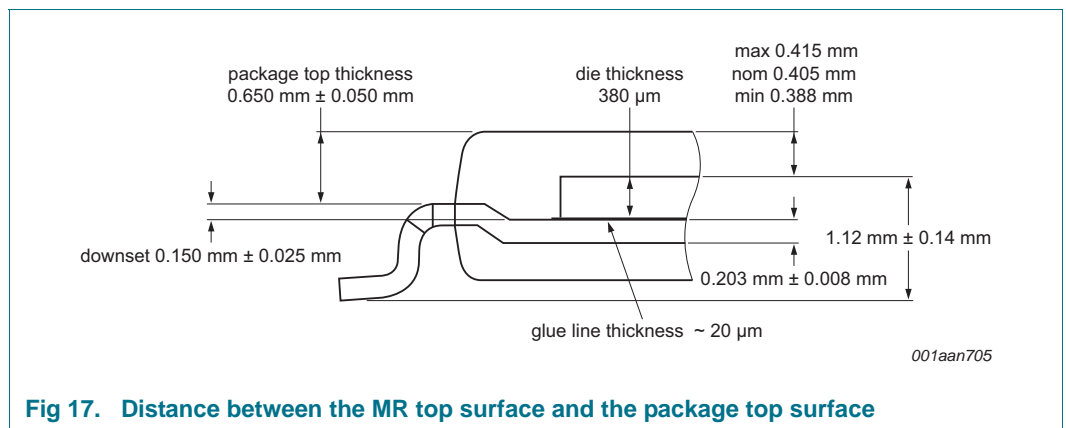 package top thickness
0.650 mm ± 0.050 mm
die thickness
380 μm
max 0.415 mm
nom 0.405 mm
min 0.388 mm
downset 0.150 mm ± 0.025 mm
1.12 mm ± 0.14 mm
0.203 mm ± 0.008 mm
glue line thickness ~ 20 μm
001aan705
Fig 17. Distance between the MR top surface and the package top surface